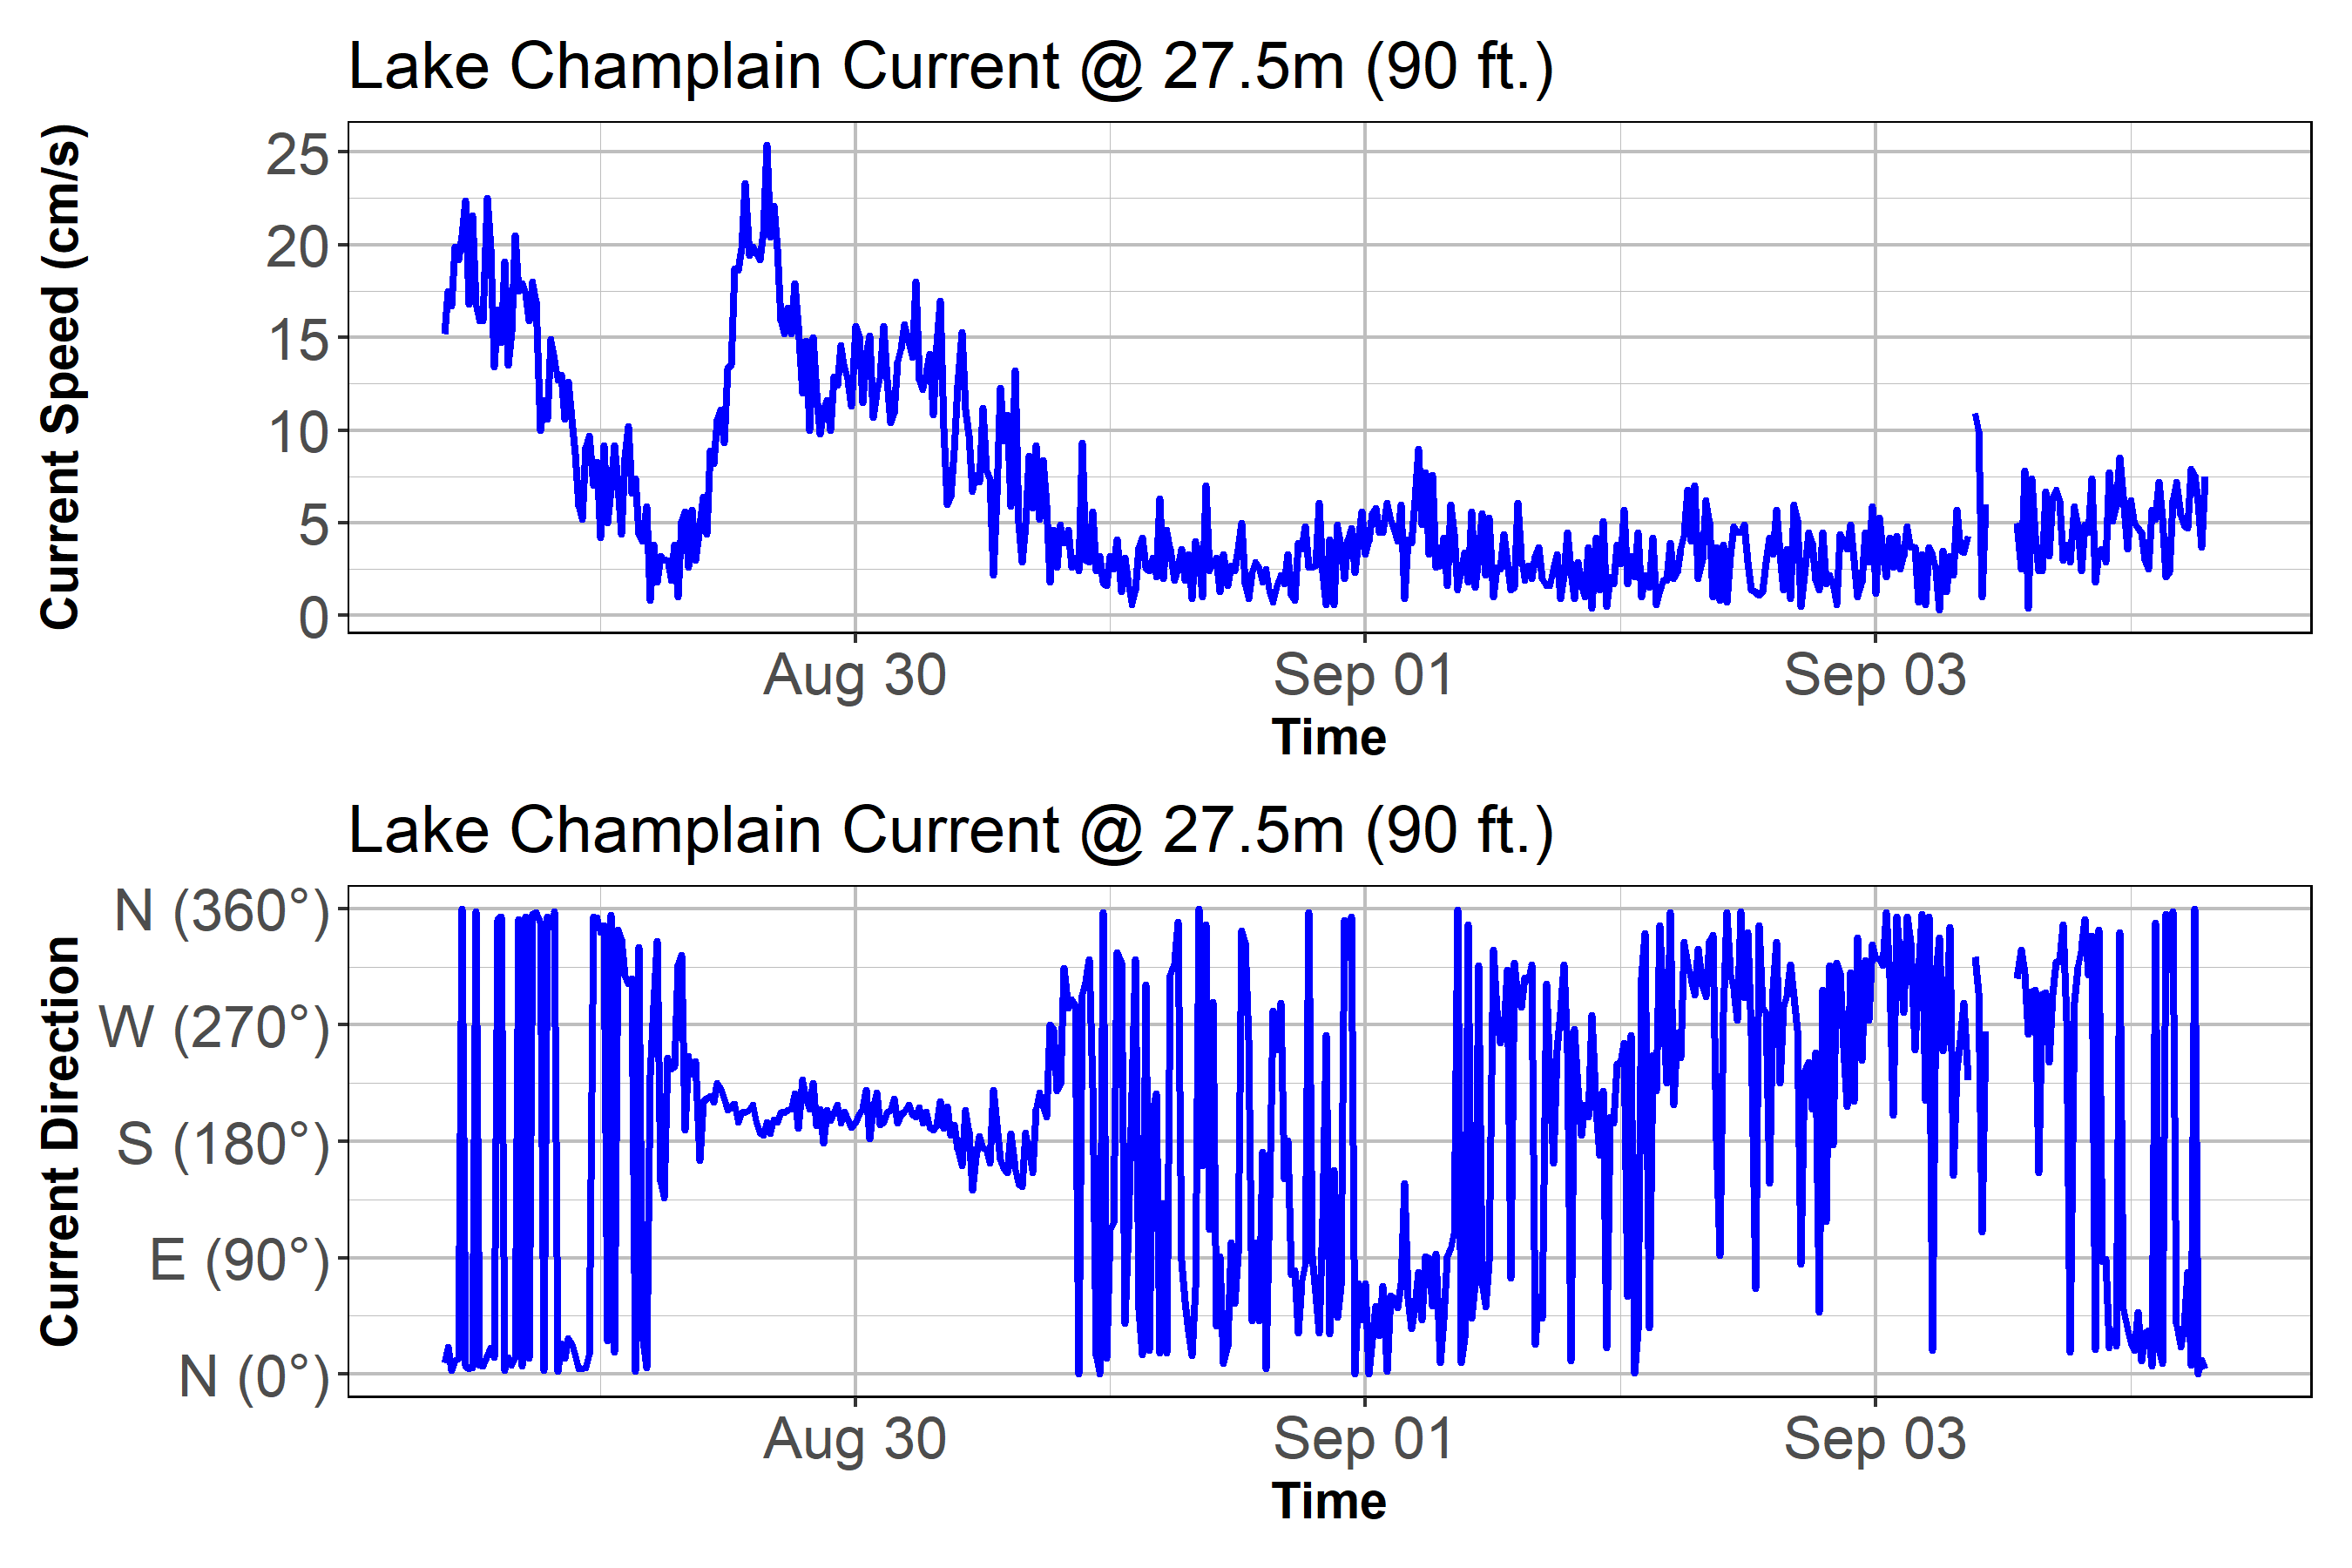 Lake Champlain Current @ 27.5m (90 ft.)
Current Speed (cm/s)
25
20
15
10
5
0
Aug 30
Sep 01
Sep 03
Time
Lake Champlain Current @ 27.5m (90 ft.)
Current Direction
N (360°)
W (270°)
S (180°)
E (90°)
N (0°)
Aug 30
Sep 01
Sep 03
Time